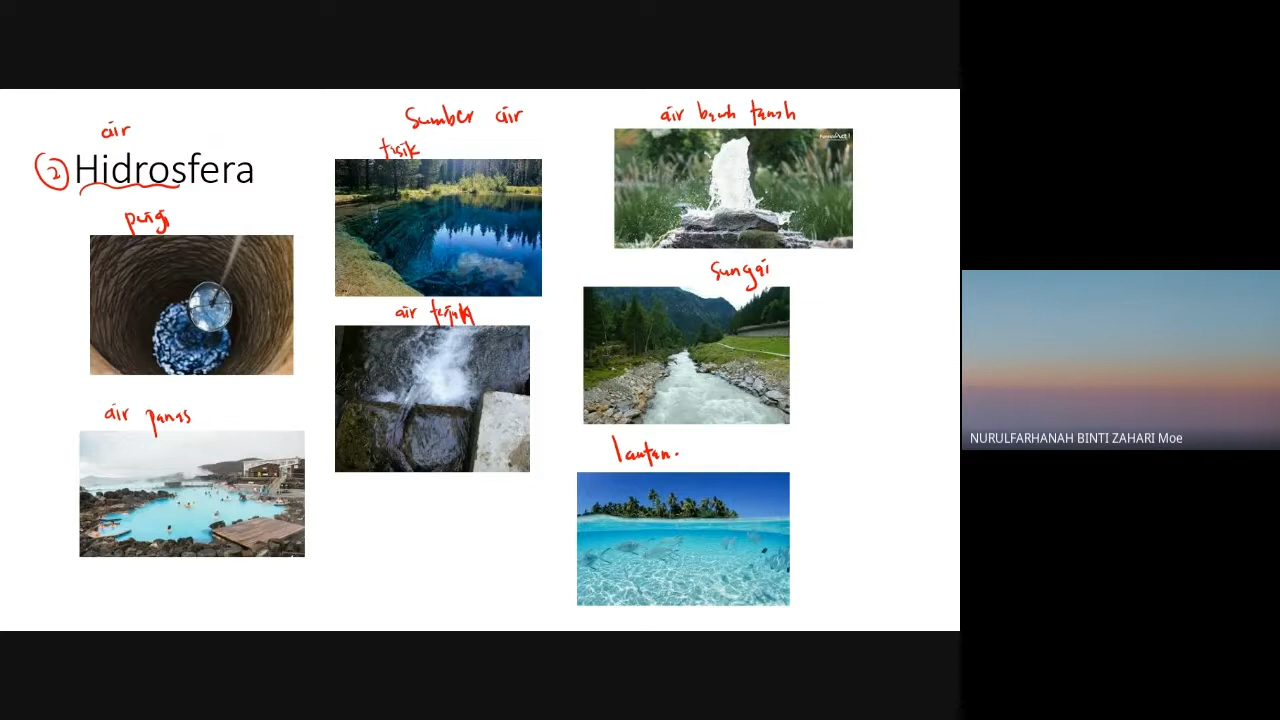 air
2 Hidrosfera
Sumber air
tasik
air bawah tanah
perigi
sungai
air terjun
air panas
lautan.
NURULFARHANAH BINTI ZAHARI Moe